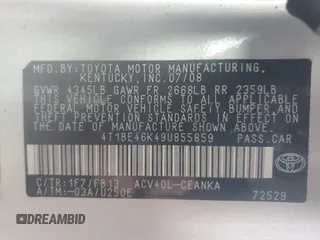 MFD.BY:TOYOTA MOTOR MANUFACTURING,
KENTUCKY, INC. 07/08
GVWR 4345LB GAWR FR 2668LB RR 2359LB
THIS VEHICLE CONFORMS TO ALL APPLICABLE
FEDERAL MOTOR VEHICLE SAFETY, BUMPER, AND
THEFT PREVENTION STANDARDS IN EFFECT ON
THE DATE OF MANUFACTURE SHOWN ABOVE.
4T1BE46K49U855859 PASS.CAR
C/TR:1F7/FB13 ACV40L-CEANKA
A/TM:-03A/U250E
TOYOTA
72529
AUTOBIDMASTER